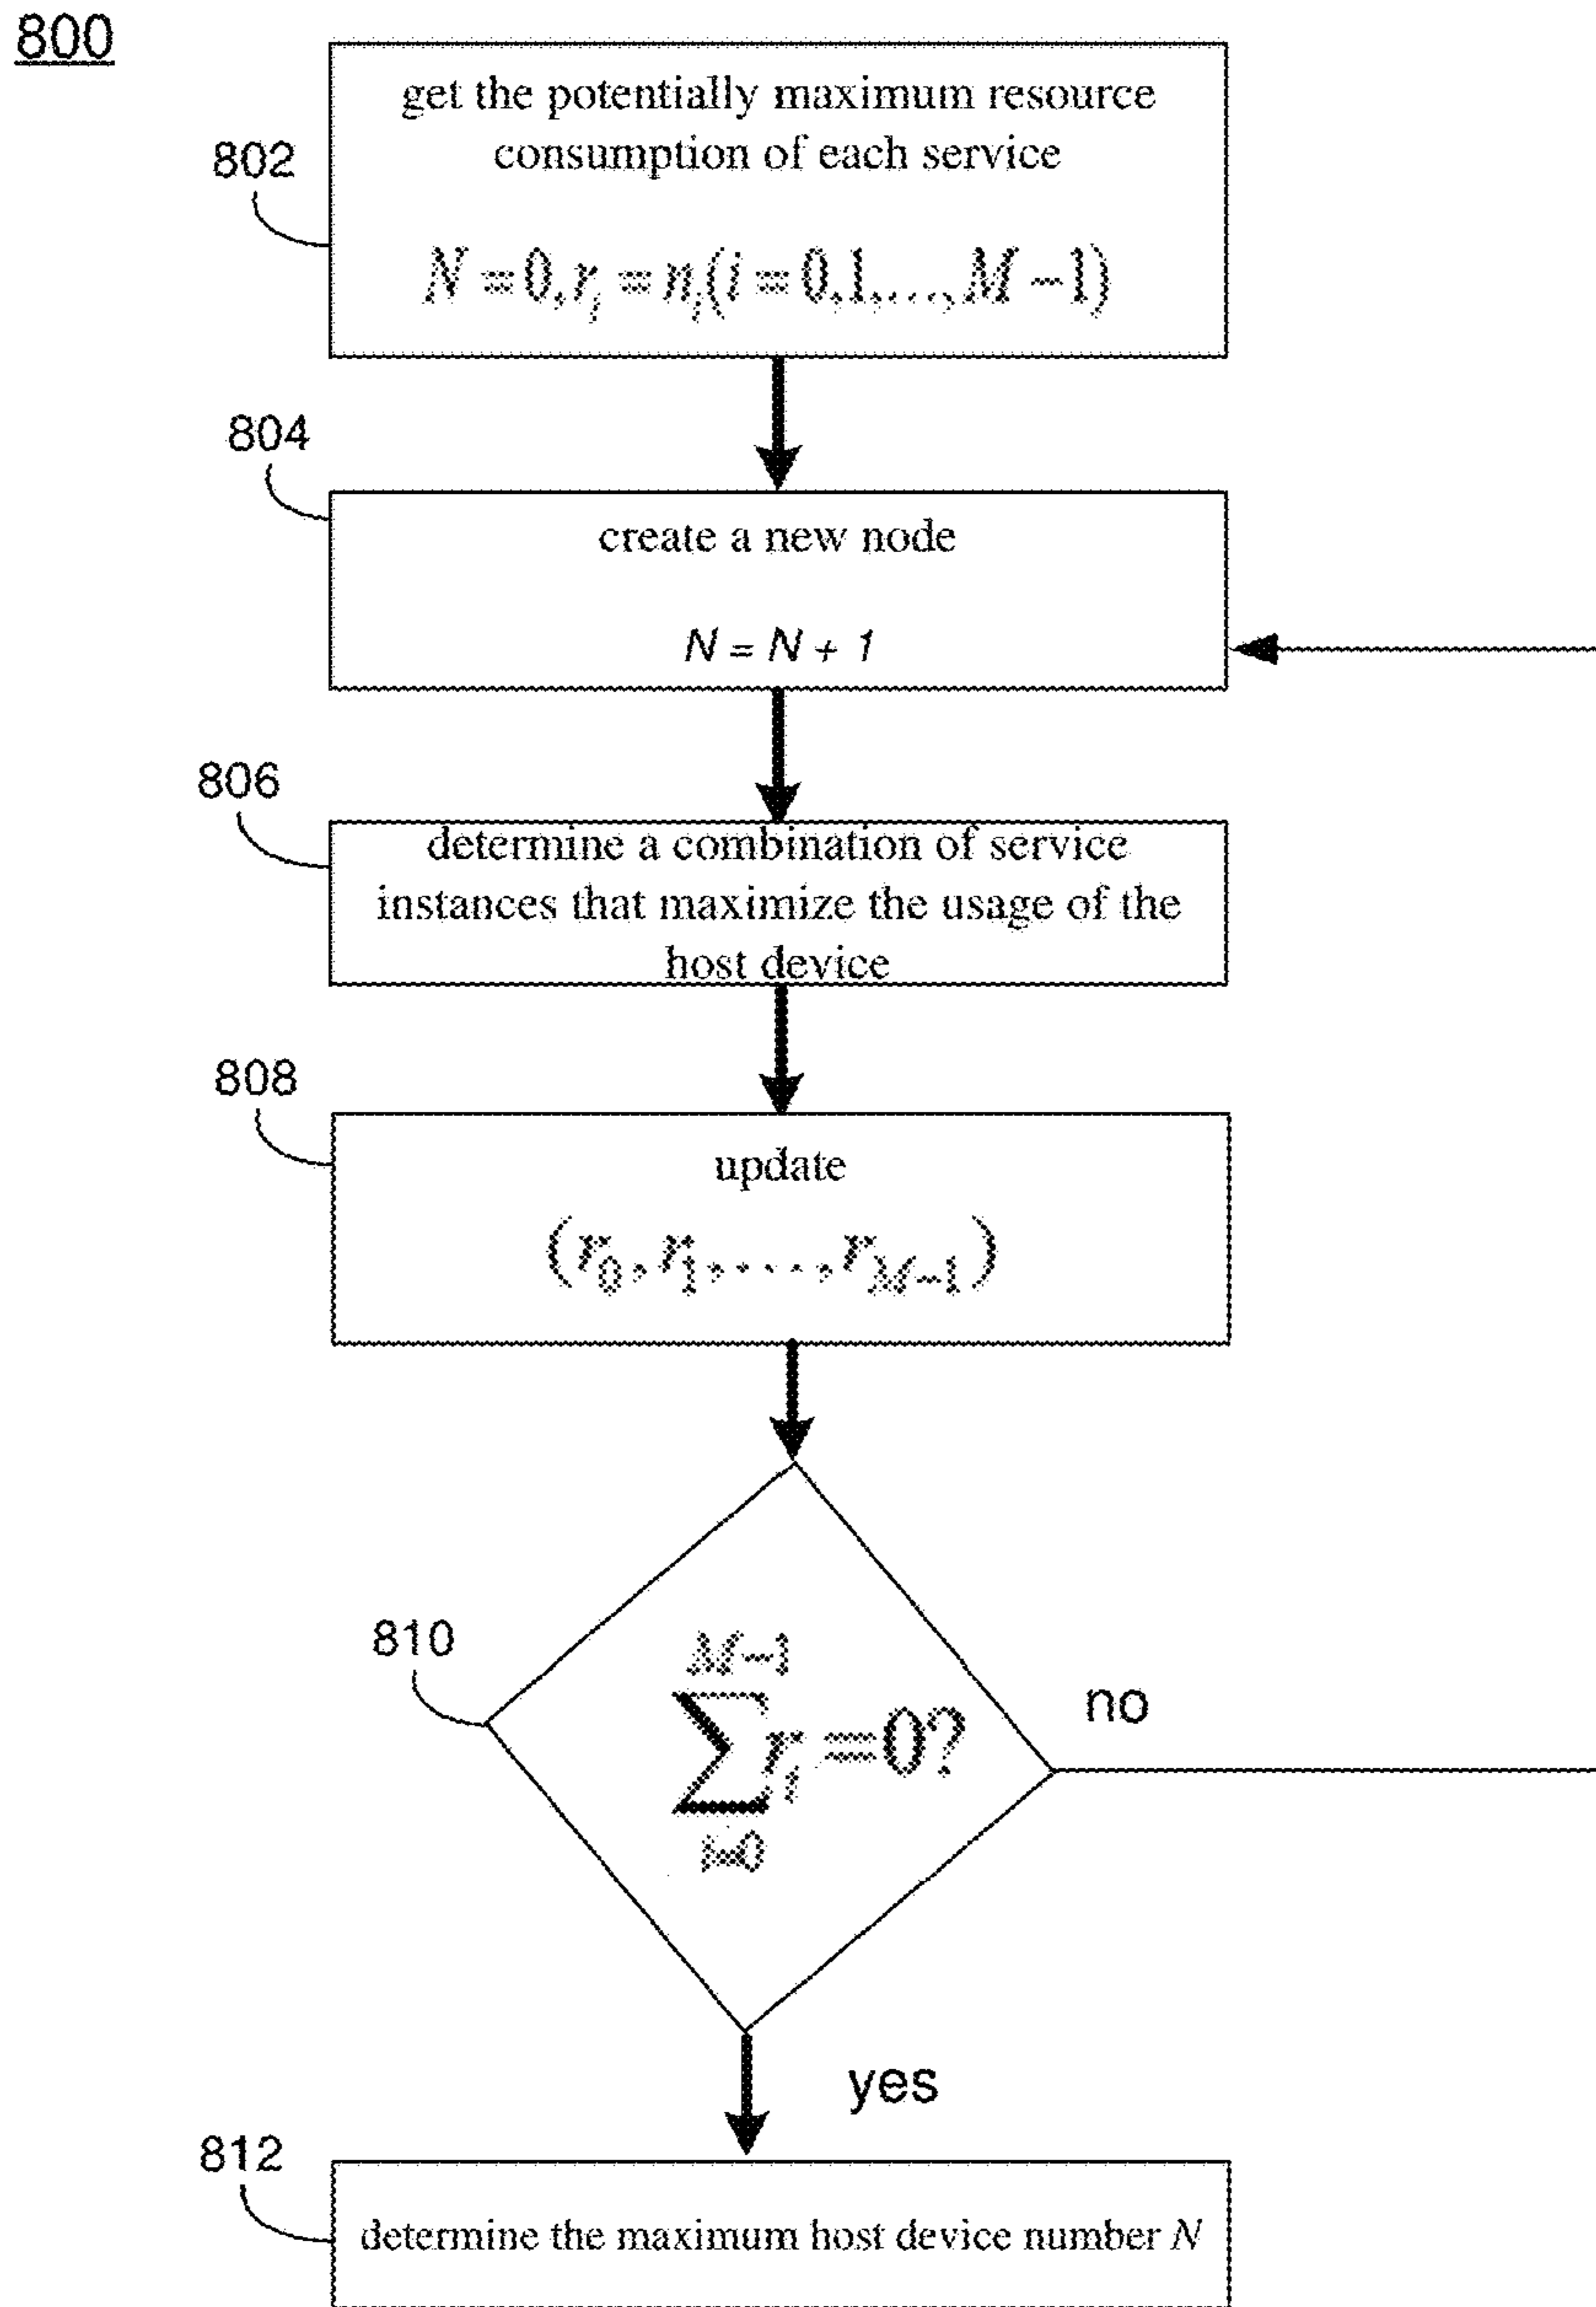 800
802
get the potentially maximum resource
consumption of each service
N = 0, r_i = n_i (i = 0,1,..., M − 1)
804
create a new node
N = N + 1
806
determine a combination of service
instances that maximize the usage of the
host device
808
update
(r_0, r_1, ..., r_{M−1})
810
M−1
∑ r_i = 0?
i=0
no
yes
812
determine the maximum host device number N